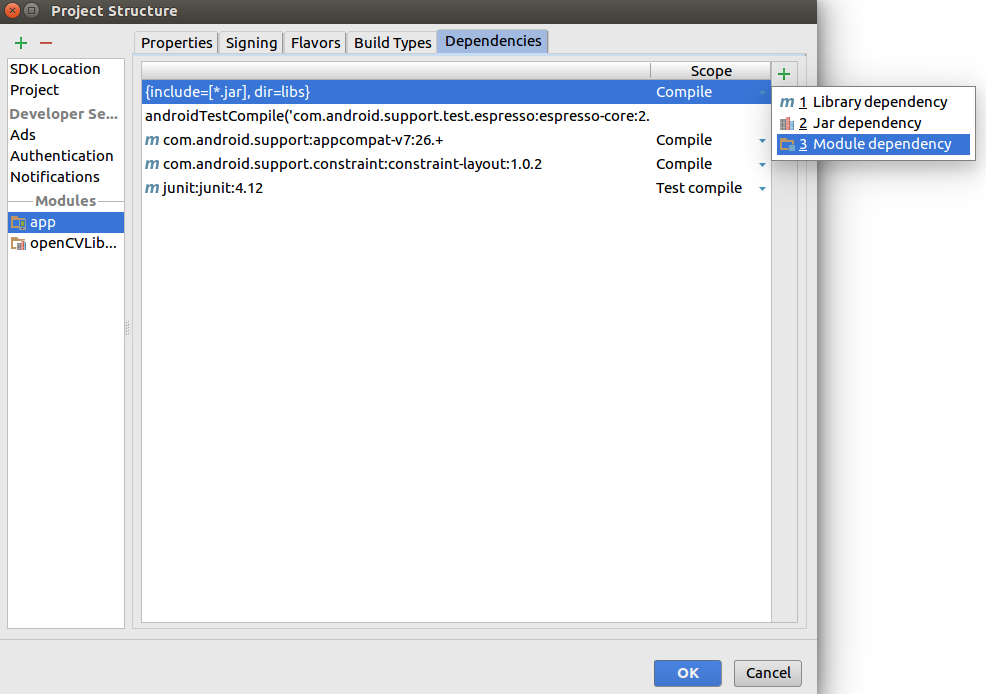 Project Structure
Properties Signing Flavors Build Types Dependencies
SDK Location
Project
Developer Se...
Ads
Authentication
Notifications
Modules
app
openCVLib...
Scope
{include=[*.jar], dir=libs} Compile
androidTestCompile('com.android.support.test.espresso:espresso-core:2.
m com.android.support:appcompat-v7:26.+ Compile
m com.android.support.constraint:constraint-layout:1.0.2 Compile
m junit:junit:4.12 Test compile
m 1 Library dependency
2 Jar dependency
3 Module dependency
OK Cancel